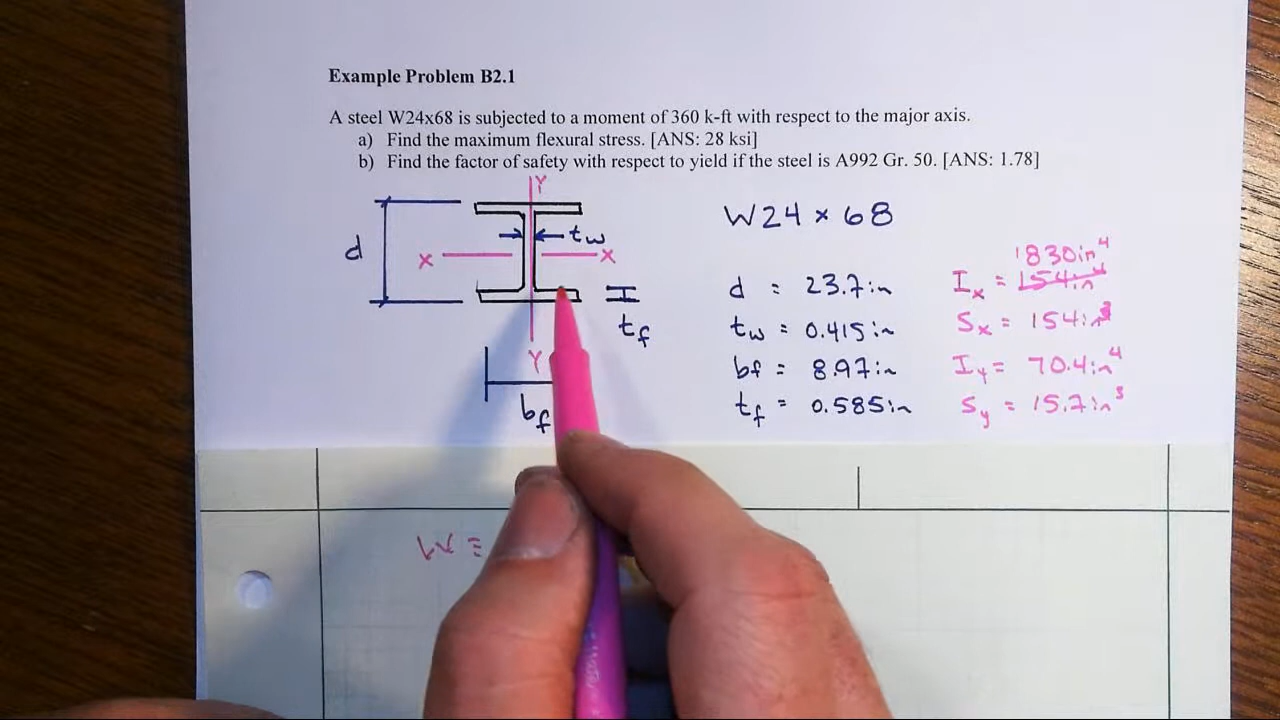 Example Problem B2.1
A steel W24x68 is subjected to a moment of 360 k-ft with respect to the major axis.
a) Find the maximum flexural stress. [ANS: 28 ksi]
b) Find the factor of safety with respect to yield if the steel is A992 Gr. 50. [ANS: 1.78]
Y
d
tw
x x
tf
Y
bf
W24 x 68
d = 23.7in
tw = 0.415in
bf = 8.97in
tf = 0.585in
1830in⁴
Ix = 154in⁴
Sx = 154in³
Iy = 70.4in⁴
Sy = 15.7in³
W =